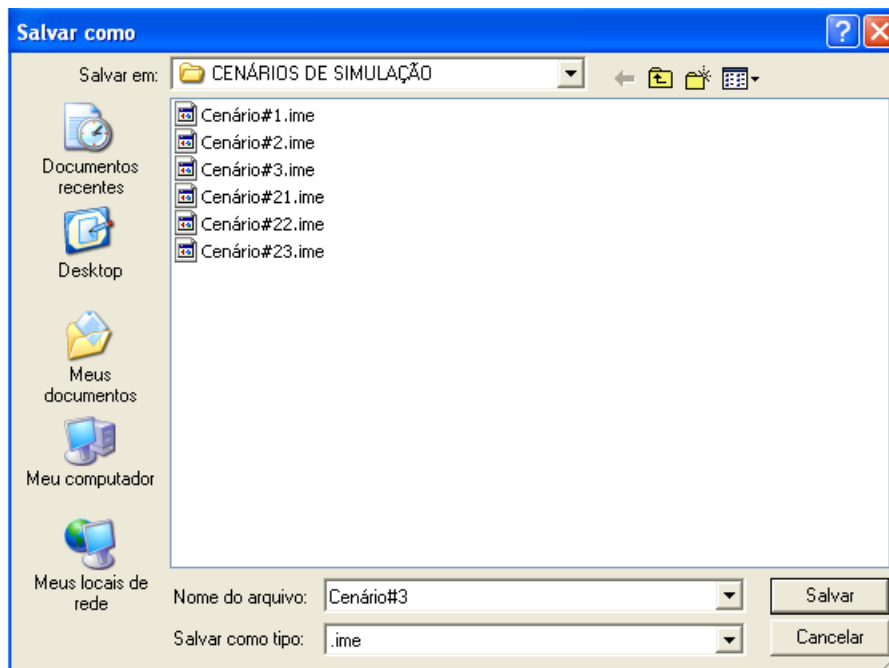 Salvar como
Salvar em: CENÁRIOS DE SIMULAÇÃO
Cenário#1.ime
Cenário#2.ime
Cenário#3.ime
Cenário#21.ime
Cenário#22.ime
Cenário#23.ime
Documentos
recentes
Desktop
Meus
documentos
Meu computador
Meus locais de
rede
Nome do arquivo: Cenário#3 Salvar
Salvar como tipo: .ime Cancelar